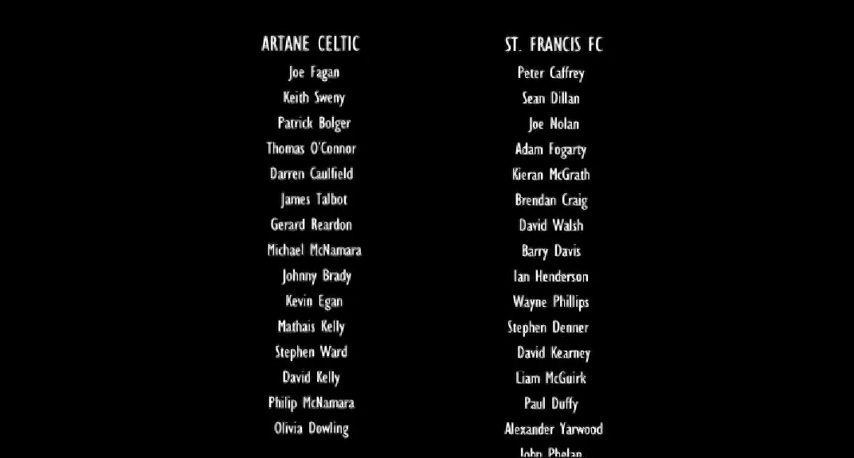 ARTANE CELTIC
Joe Fagan
Keith Sweny
Patrick Bolger
Thomas O'Connor
Darren Caulfield
James Talbot
Gerard Reardon
Michael McNamara
Johnny Brady
Kevin Egan
Mathais Kelly
Stephen Ward
David Kelly
Philip McNamara
Olivia Dowling
ST. FRANCIS FC
Peter Caffrey
Sean Dillan
Joe Nolan
Adam Fogarty
Kieran McGrath
Brendan Craig
David Walsh
Barry Davis
Ian Henderson
Wayne Phillips
Stephen Denner
David Kearney
Liam McGuirk
Paul Duffy
Alexander Yarwood
John Phelan